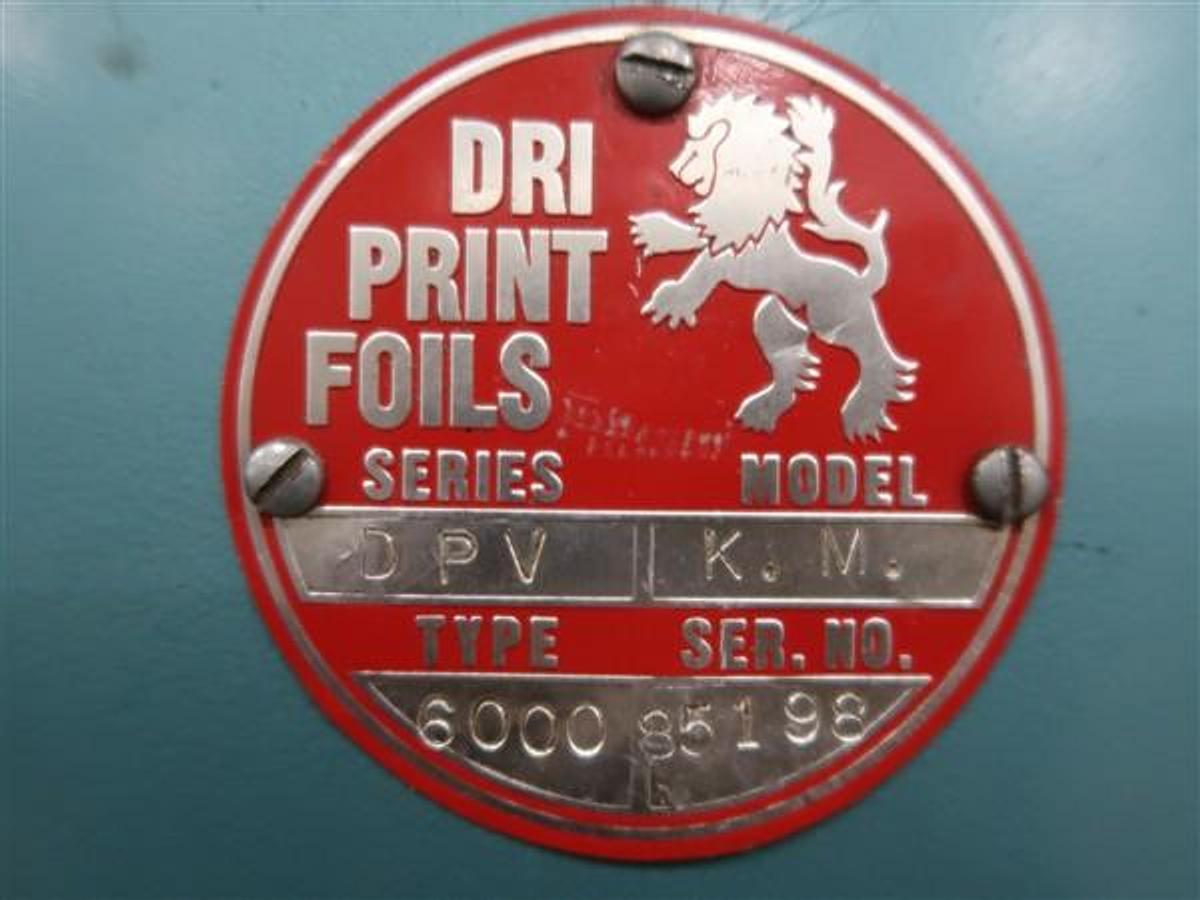 DRI
PRINT
FOILS
SERIES MODEL
DPV K.M.
TYPE SER. NO.
6000 85198